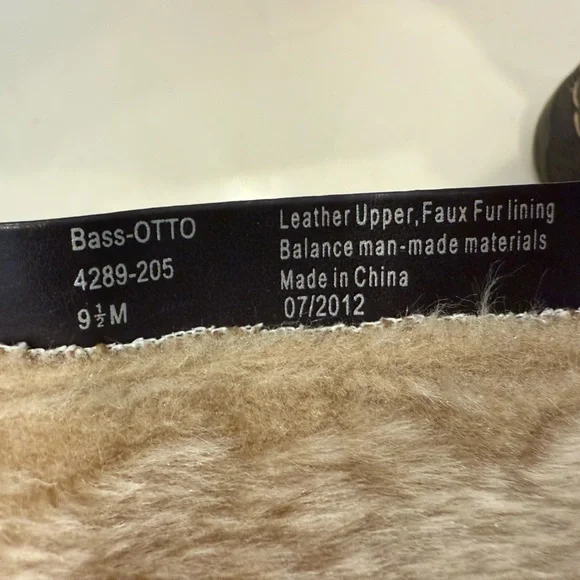 Bass-OTTO
4289-205
9½M
Leather Upper,Faux Fur lining
Balance man-made materials
Made in China
07/2012